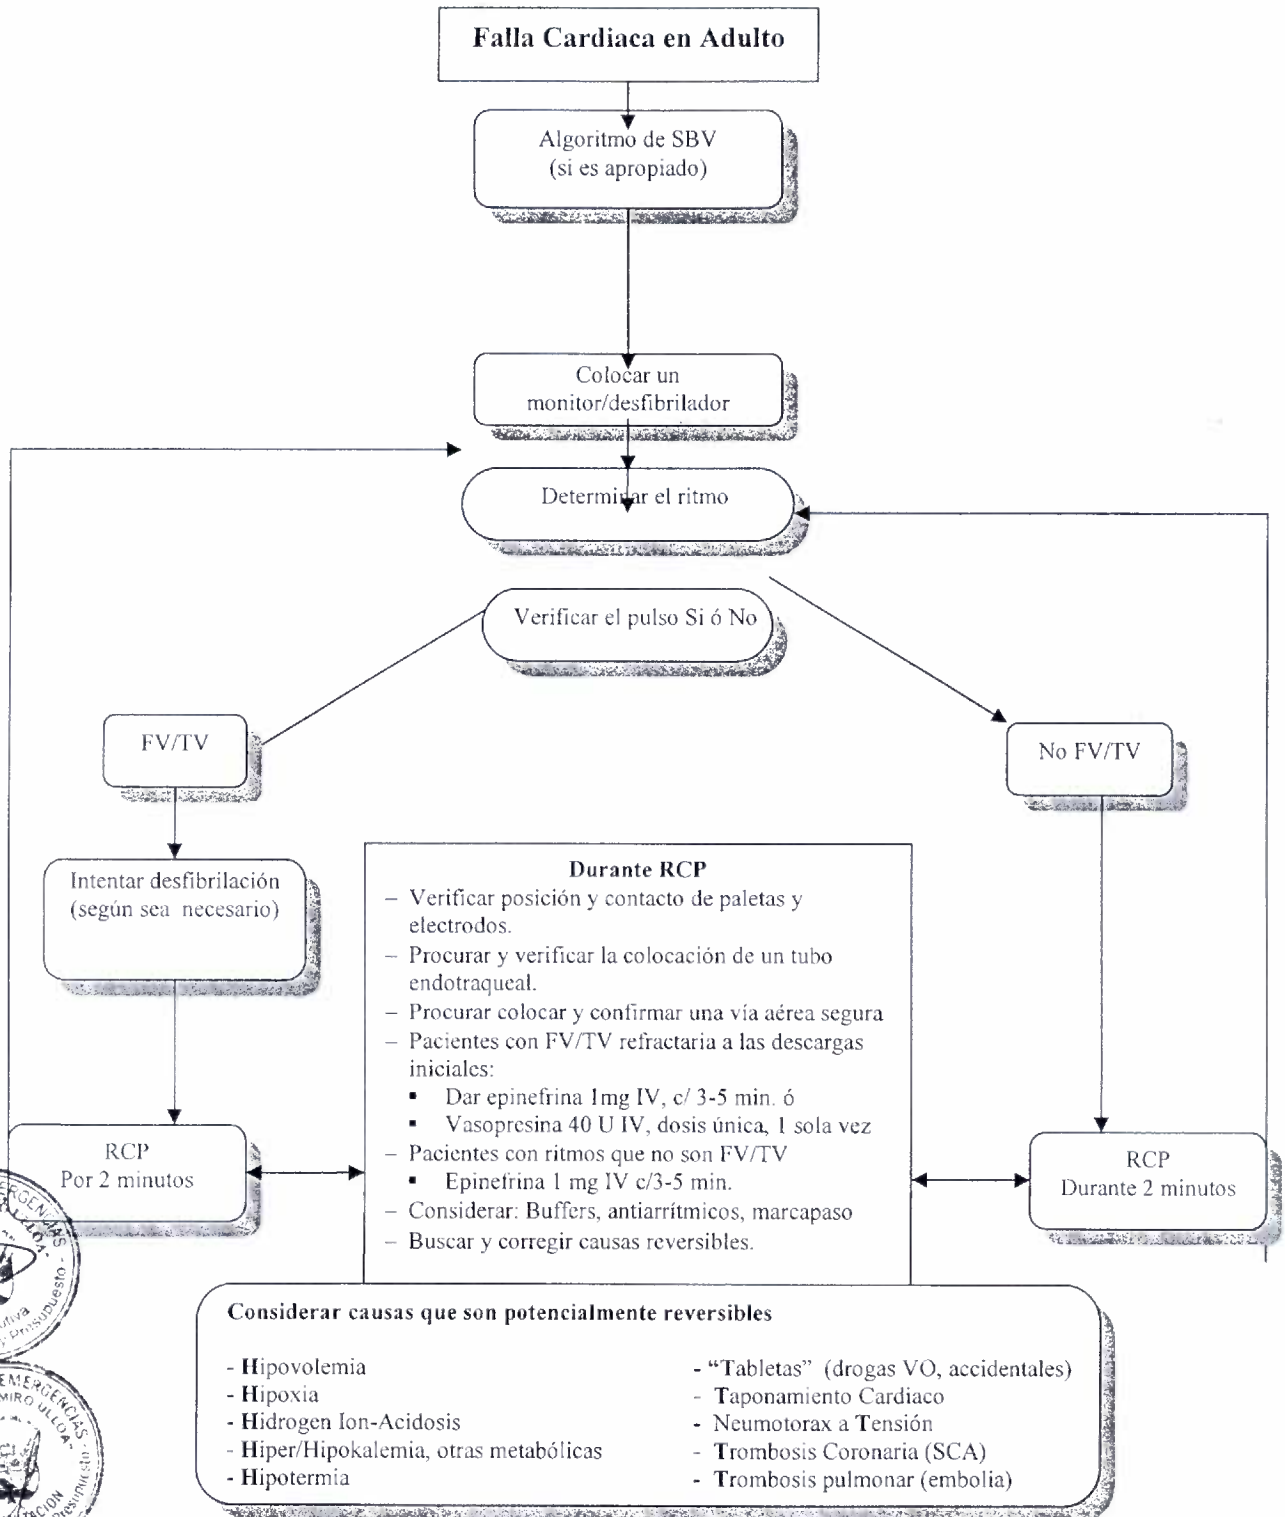 Falla Cardiaca en Adulto
Algoritmo de SBV
(si es apropiado)
Colocar un
monitor/desfibrilador
Determinar el ritmo
Verificar el pulso Si ó No
FV/TV
No FV/TV
Intentar desfibrilación
(según sea necesario)
Durante RCP
– Verificar posición y contacto de paletas y
electrodos.
– Procurar y verificar la colocación de un tubo
endotraqueal.
– Procurar colocar y confirmar una vía aérea segura
– Pacientes con FV/TV refractaria a las descargas
iniciales:
▪ Dar epinefrina 1mg IV, c/ 3-5 min. ó
▪ Vasopresina 40 U IV, dosis única, 1 sola vez
– Pacientes con ritmos que no son FV/TV
▪ Epinefrina 1 mg IV c/3-5 min.
– Considerar: Buffers, antiarrítmicos, marcapaso
– Buscar y corregir causas reversibles.
RCP
Por 2 minutos
RCP
Durante 2 minutos
Considerar causas que son potencialmente reversibles
- Hipovolemia
- Hipoxia
- Hidrogen Ion-Acidosis
- Hiper/Hipokalemia, otras metabólicas
- Hipotermia
- “Tabletas” (drogas VO, accidentales)
- Taponamiento Cardiaco
- Neumotorax a Tensión
- Trombosis Coronaria (SCA)
- Trombosis pulmonar (embolia)
EMERGENCIAS
ULLOA
Presupuesto